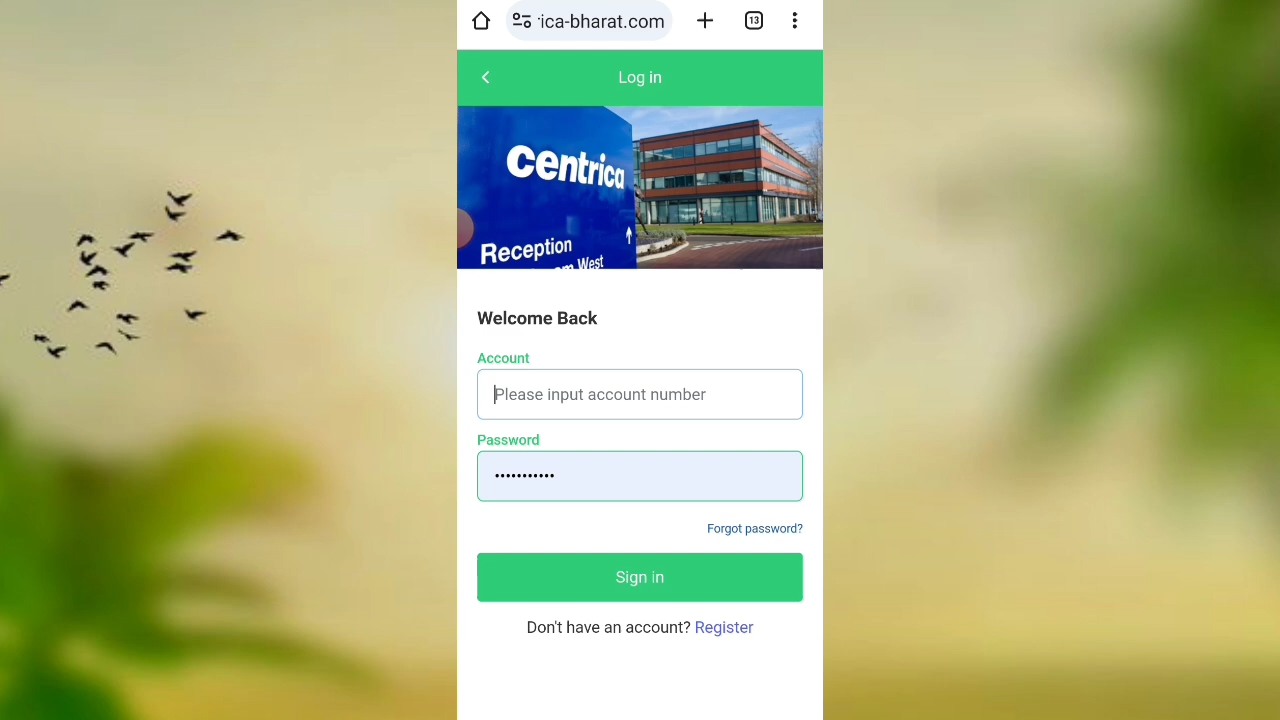 ica-bharat.com
13
Log in
centrica
Reception
West
Welcome Back
Account
Please input account number
Password
•••••••••••
Forgot password?
Sign in
Don't have an account? Register